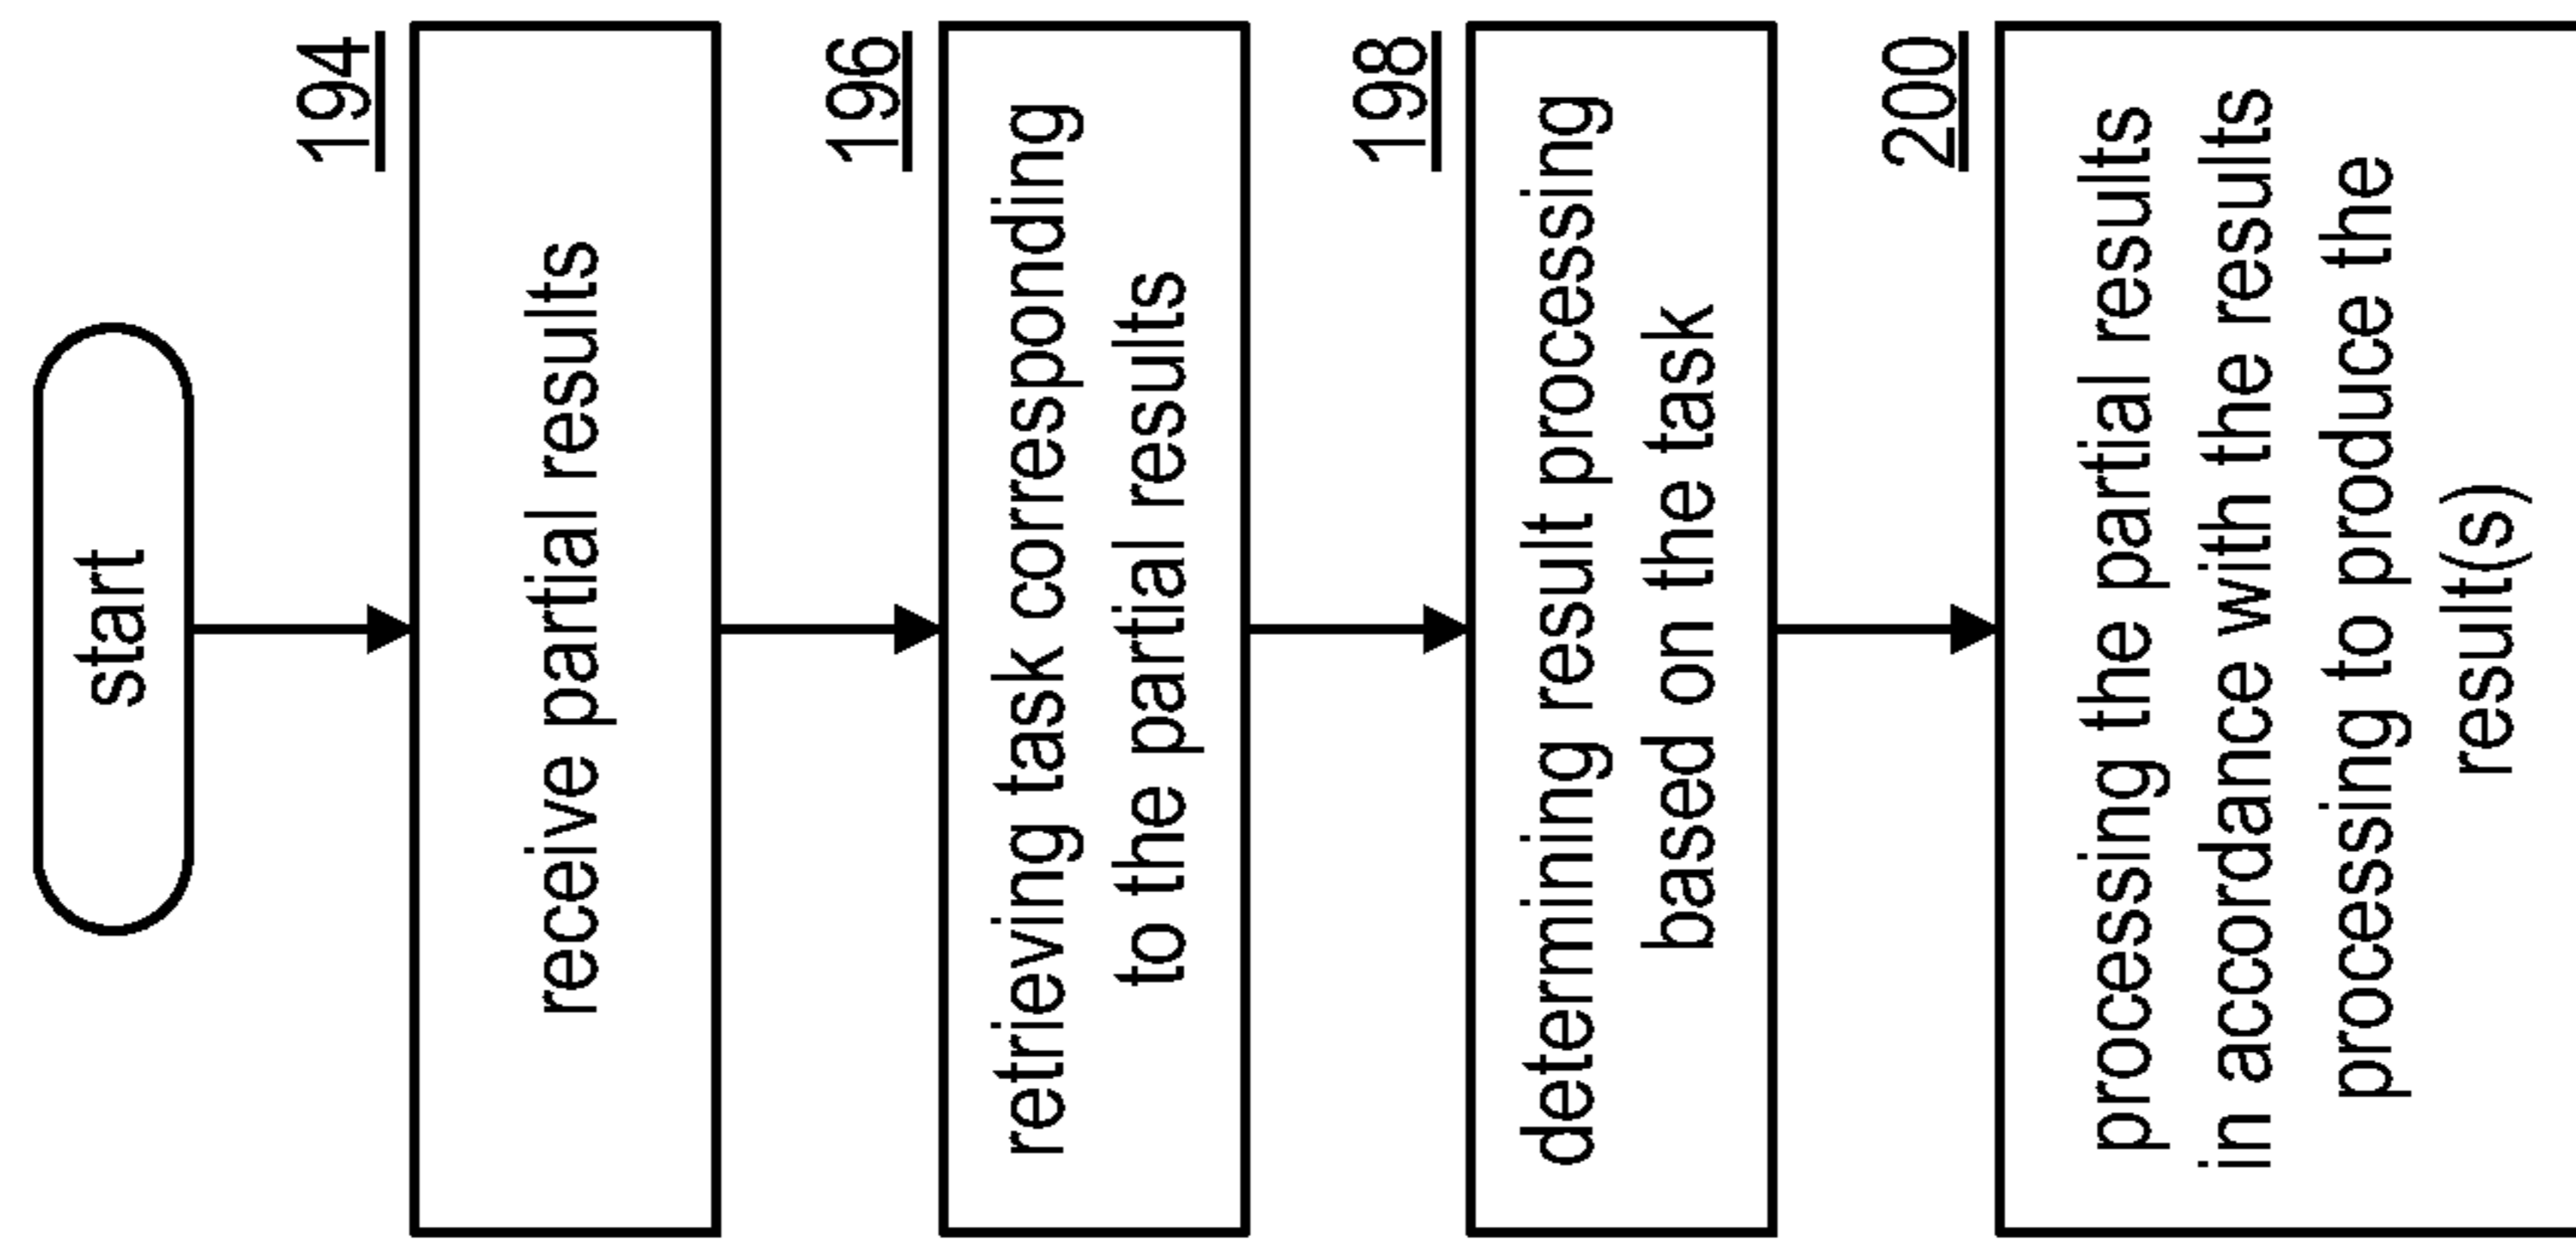 start
194
receive partial results
196
retrieving task corresponding
to the partial results
198
determining result processing
based on the task
200
processing the partial results
in accordance with the results
processing to produce the
result(s)